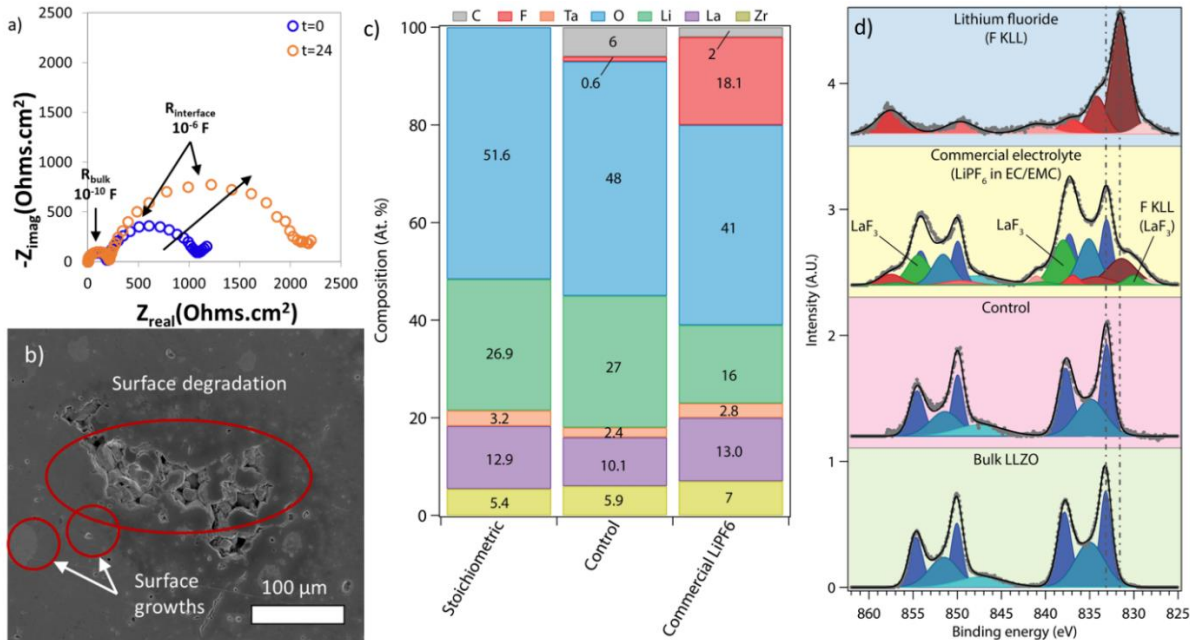 a)
t=0
t=24
2500
2000
1500
1000
500
0
-Z_imag(Ohms.cm²)
R_interface
10⁻⁶ F
R_bulk
10⁻¹⁰ F
0 500 1000 1500 2000 2500
Z_real(Ohms.cm²)
b)
Surface degradation
Surface
growths
100 µm
c)
C F Ta O Li La Zr
100
80
60
40
20
0
Composition (At. %)
51.6
26.9
3.2
12.9
5.4
6
0.6
48
27
2.4
10.1
5.9
2
18.1
41
16
2.8
13.0
7
Stoichiometric
Control
Commercial LiPF6
d)
Lithium fluoride
(F KLL)
Commercial electrolyte
(LiPF₆ in EC/EMC)
LaF₃
LaF₃
F KLL
(LaF₃)
Control
Bulk LLZO
4
3
2
1
0
Intensity (A.U.)
860 855 850 845 840 835 830 825
Binding energy (eV)